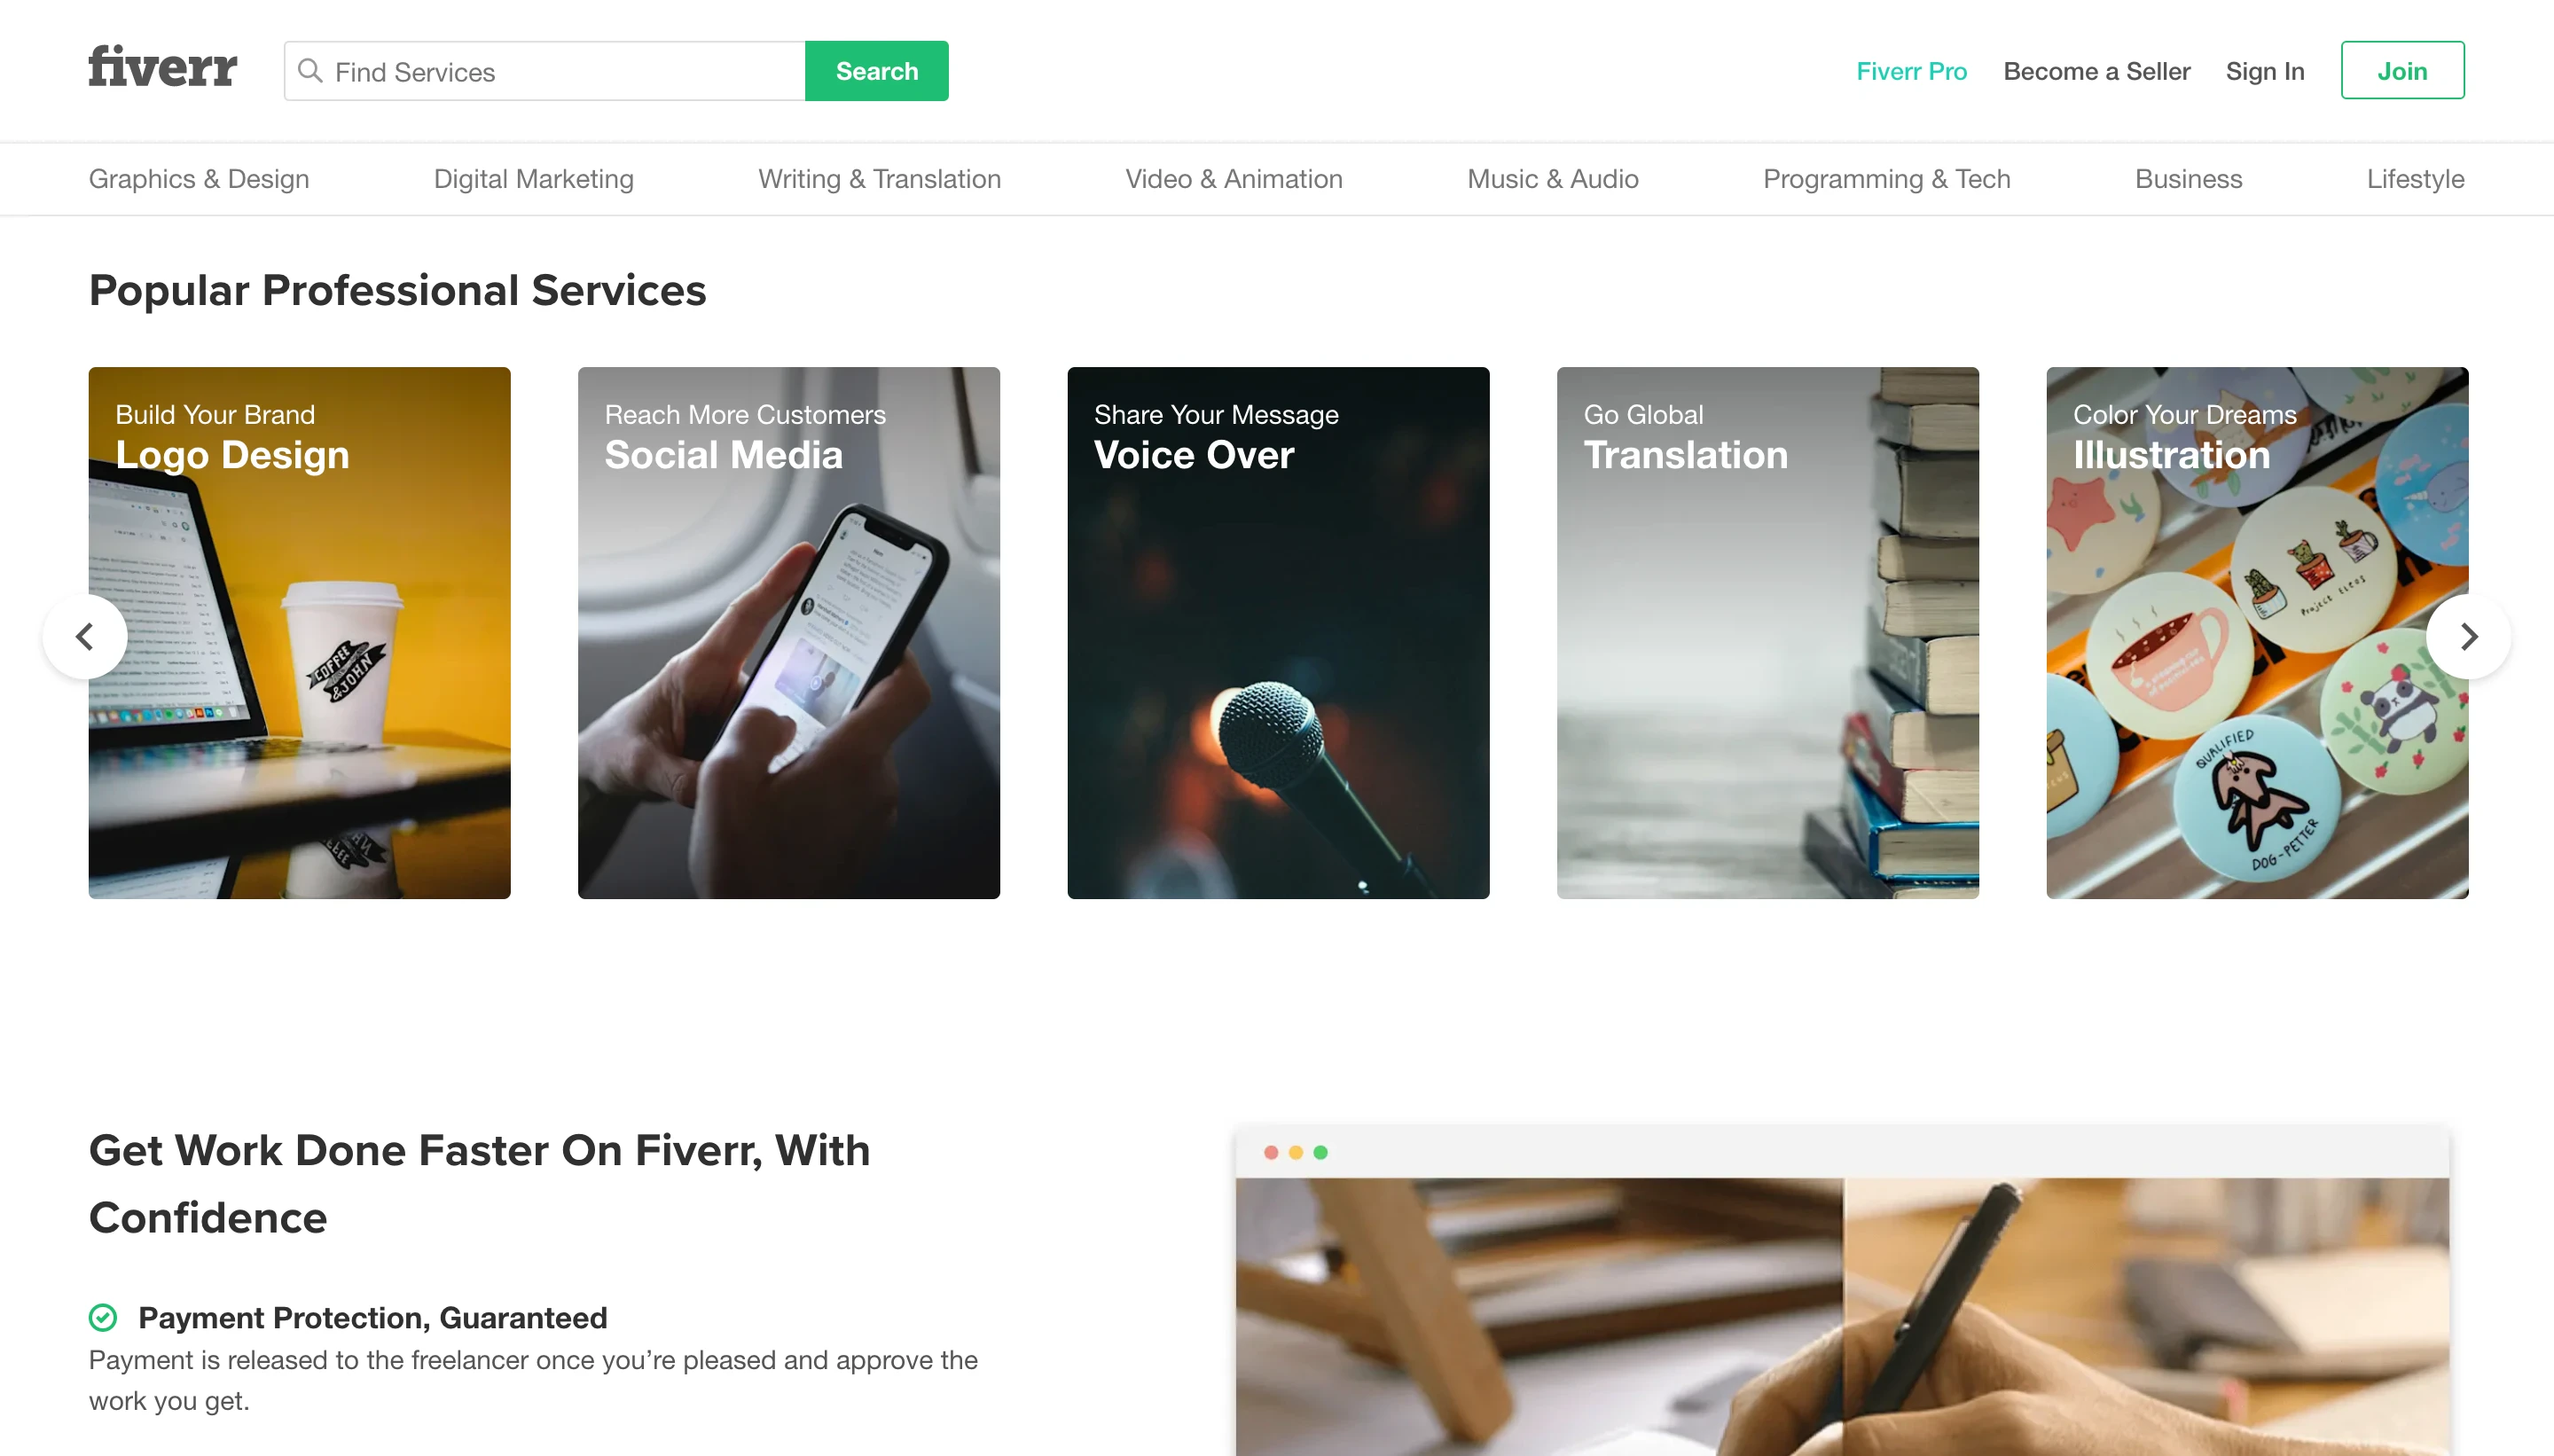 fiverr
Find Services
Search
Fiverr Pro
Become a Seller
Sign In
Join
Graphics & Design
Digital Marketing
Writing & Translation
Video & Animation
Music & Audio
Programming & Tech
Business
Lifestyle
Popular Professional Services
Build Your Brand
Logo Design
COFFEE
&JOHN
Reach More Customers
Social Media
Share Your Message
Voice Over
Go Global
Translation
Color Your Dreams
Illustration
QUALIFIED
DOG-PETTER
Get Work Done Faster On Fiverr, With
Confidence
Payment Protection, Guaranteed
Payment is released to the freelancer once you’re pleased and approve the
work you get.